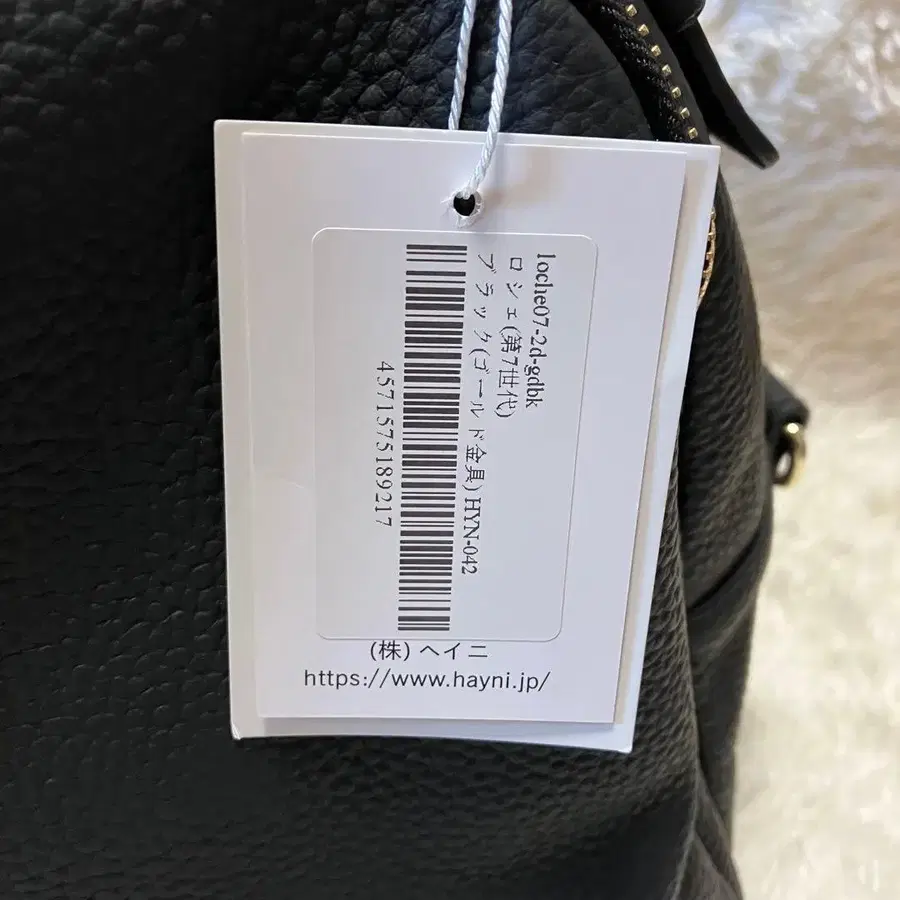 loche07-2d-gdbk
ロシェ(第7世代)
ブラック(ゴールド金具) HYN-042
4571575189217
(株) ヘイニ
https://www.hayni.jp/